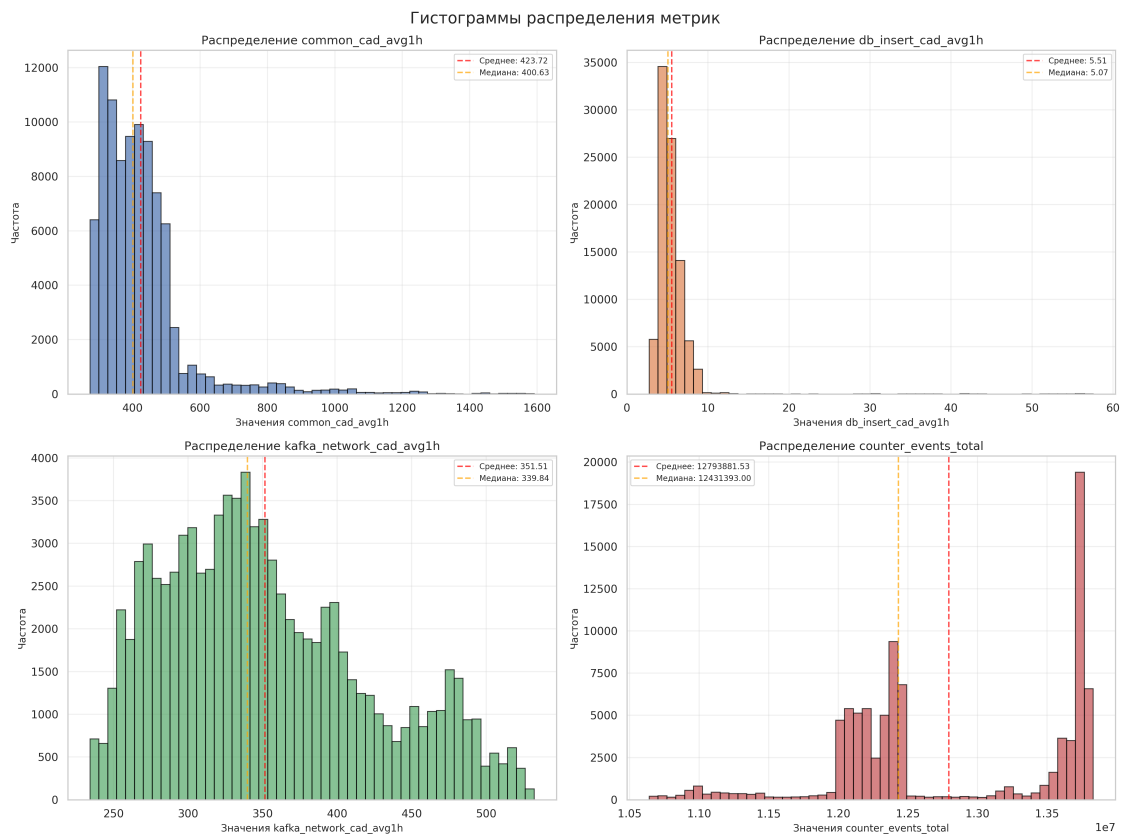 Гистограммы распределения метрик
Распределение common_cad_avg1h
Частота
12000
10000
8000
6000
4000
2000
0
Среднее: 423.72
Медиана: 400.63
400
600
800
1000
1200
1400
1600
Значения common_cad_avg1h
Распределение db_insert_cad_avg1h
Частота
35000
30000
25000
20000
15000
10000
5000
0
Среднее: 5.51
Медиана: 5.07
0
10
20
30
40
50
60
Значения db_insert_cad_avg1h
Распределение kafka_network_cad_avg1h
Частота
4000
3500
3000
2500
2000
1500
1000
500
0
Среднее: 351.51
Медиана: 339.84
250
300
350
400
450
500
Значения kafka_network_cad_avg1h
Распределение counter_events_total
Частота
20000
17500
15000
12500
10000
7500
5000
2500
0
Среднее: 12793881.53
Медиана: 12431393.00
1.05
1.10
1.15
1.20
1.25
1.30
1.35
1e7
Значения counter_events_total